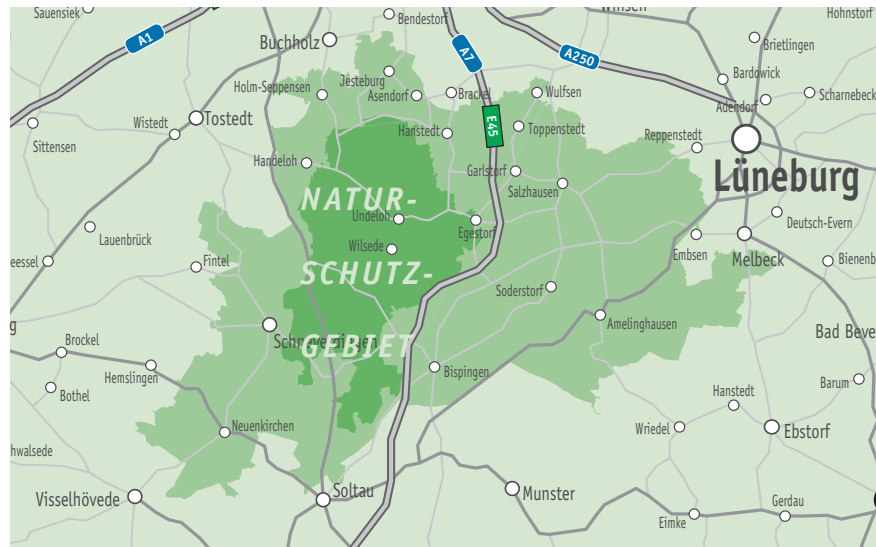 Sauensiek
Bendestorf
Winsen
Hohnstorf
A1
Buchholz
A7
A250
Brietlingen
Jesteburg
Bardowick
Holm-Seppensen
Asendorf
Brackel
Wulfsen
Adendorf
Scharnebeck
Tostedt
Wistedt
Hanstedt
E45
Toppenstedt
Reppenstedt
Sittensen
Handeloh
Garlstorf
Salzhausen
Lüneburg
NATUR-
Undeloh
Egestorf
Deutsch-Evern
Lauenbrück
Wilsede
Embsen
Melbeck
eessel
Fintel
SCHUTZ-
Bienenb
Soderstorf
g
Amelinghausen
Brockel
Schneverdingen
GEBIET
Bad Beve
Hemslingen
Bispingen
Bothel
Hanstedt
Barum
Neuenkirchen
Wriedel
Ebstorf
hwalsede
Visselhövede
Soltau
Munster
Gerdau
Eimke